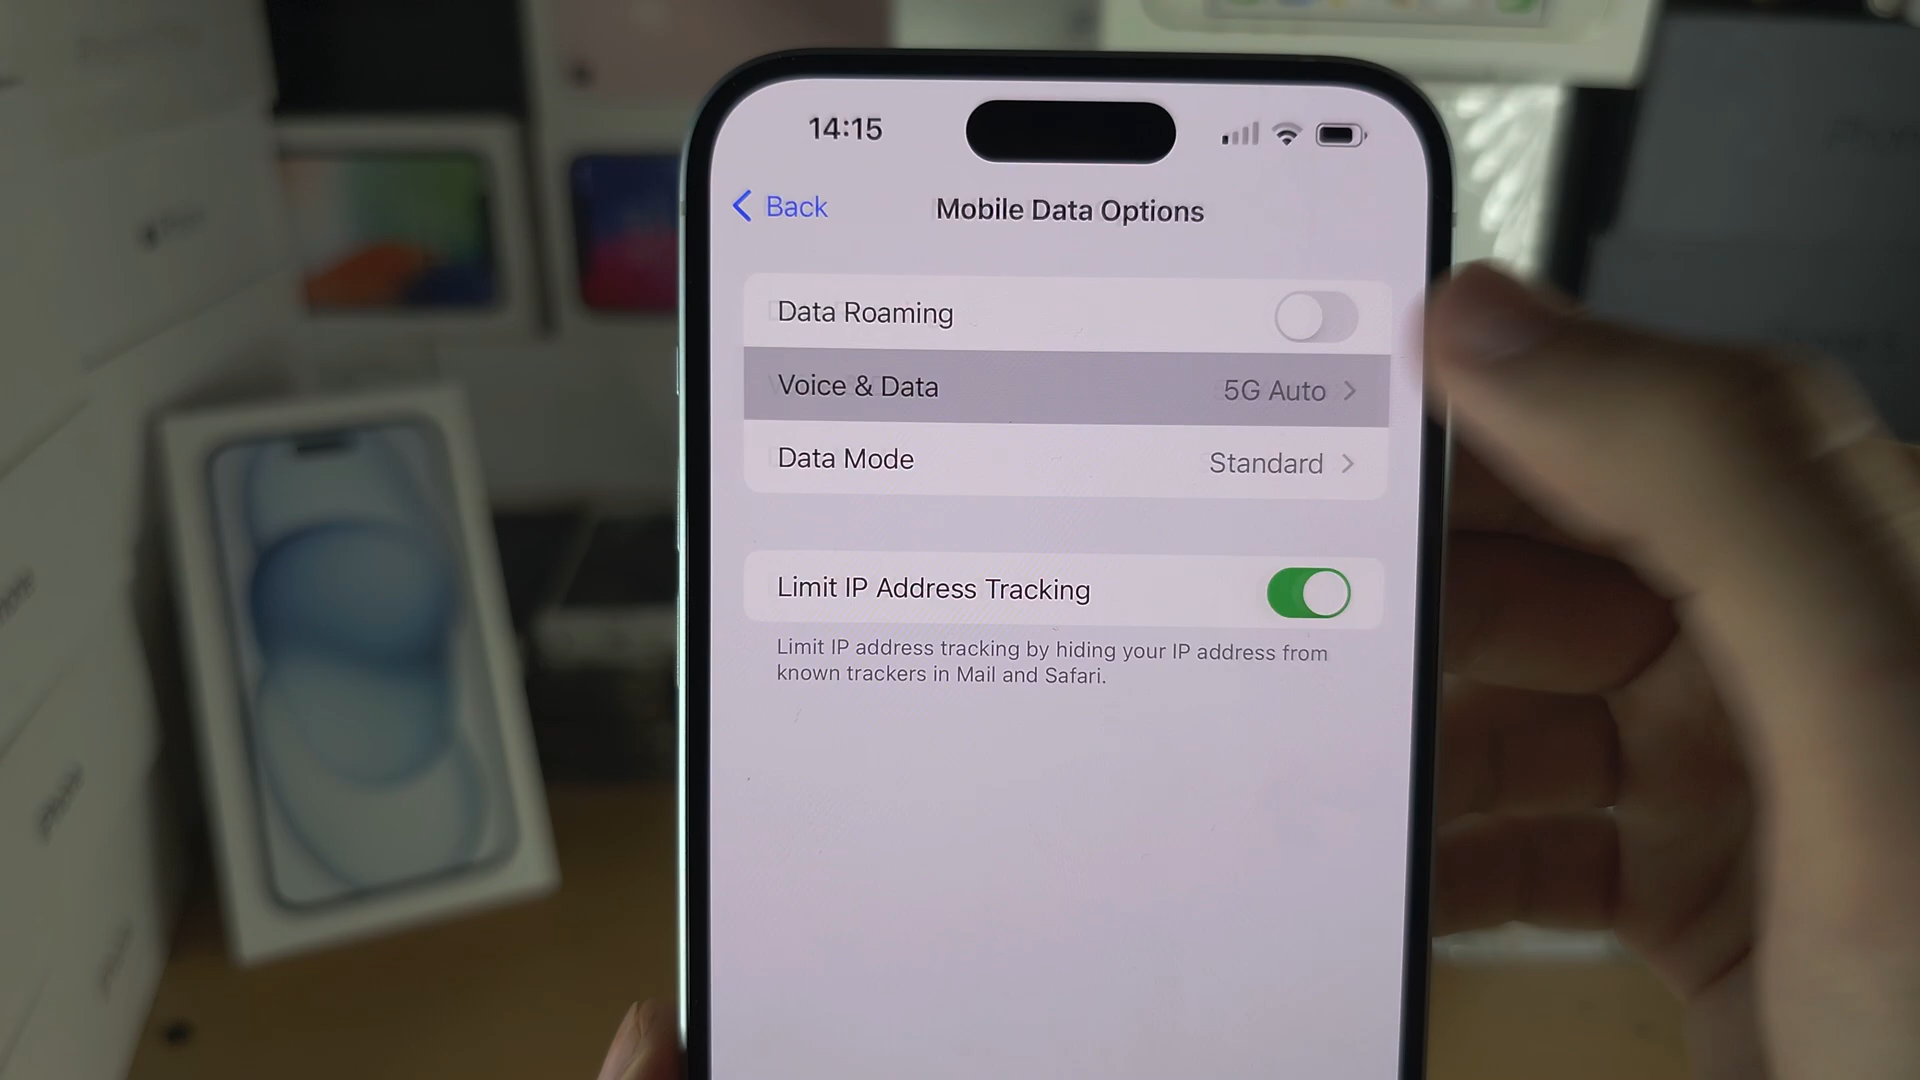 14:15
Back
Mobile Data Options
Data Roaming
Voice & Data 5G Auto
Data Mode Standard
Limit IP Address Tracking
Limit IP address tracking by hiding your IP address from
known trackers in Mail and Safari.
iPhone